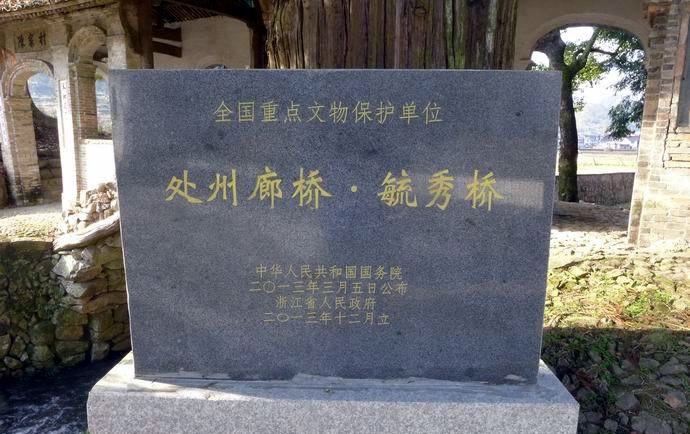 全国重点文物保护单位
处州廊桥·毓秀桥
中华人民共和国国务院
二〇一三年三月五日公布
浙江省人民政府
二〇一三年十二月立